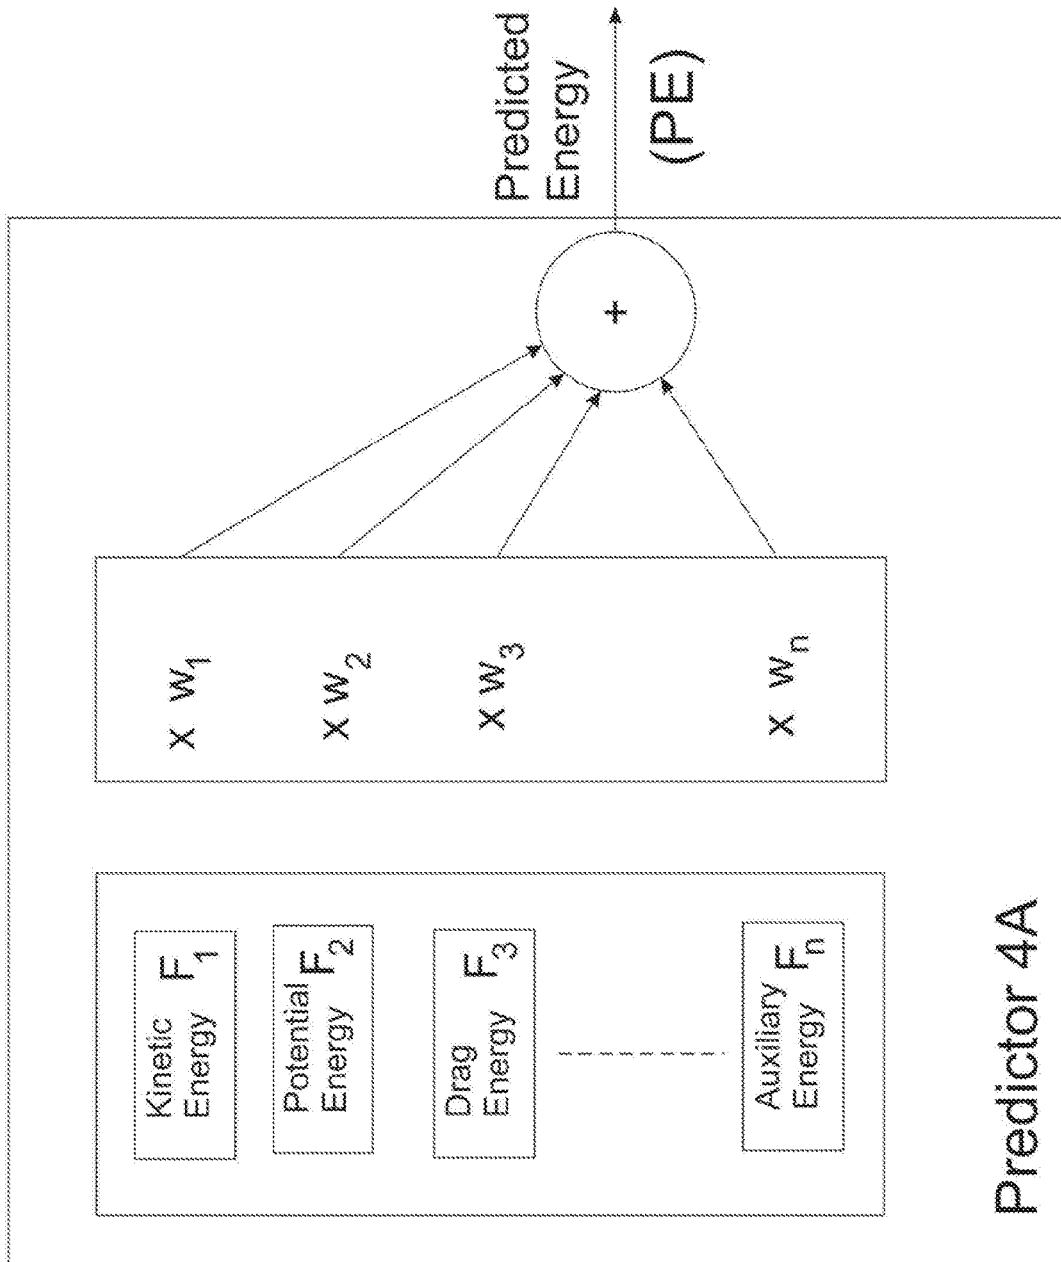 Kinetic
Energy F₁
Potential
Energy F₂
Drag
Energy F₃
Auxiliary
Energy Fₙ
x w₁
x w₂
x w₃
x wₙ
+
Predicted
Energy
(PE)
Predictor 4A